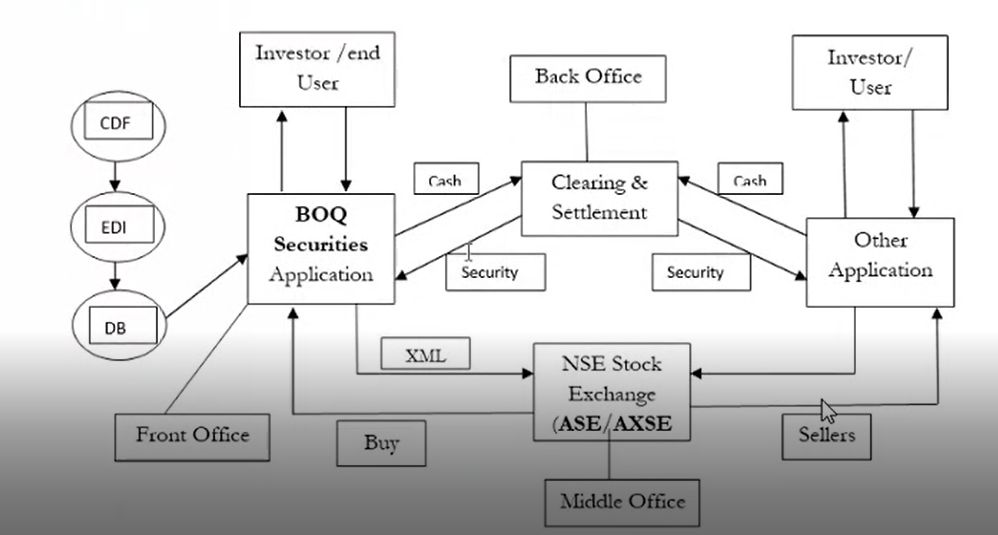 Investor /end
User
Back Office
Investor/
User
CDF
Cash
Clearing &
Settlement
Cash
EDI
BOQ
Securities
Application
Other
Application
Security
Security
DB
XML
NSE Stock
Exchange
(ASE/AXSE
Front Office
Buy
Sellers
Middle Office